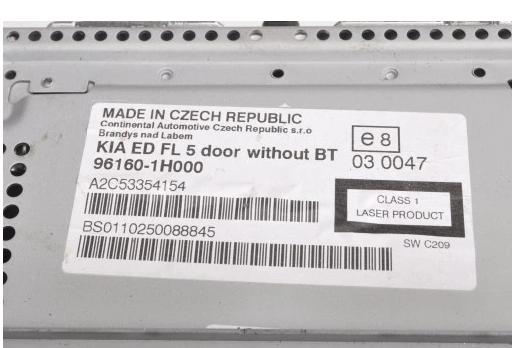 MADE IN CZECH REPUBLIC
Continental Automotive Czech Republic s.r.o
Brandys nad Labem
KIA ED FL 5 door without BT
96160-1H000
e 8
03 0047
A2C53354154
CLASS 1
LASER PRODUCT
BS0110250088845
SW C209